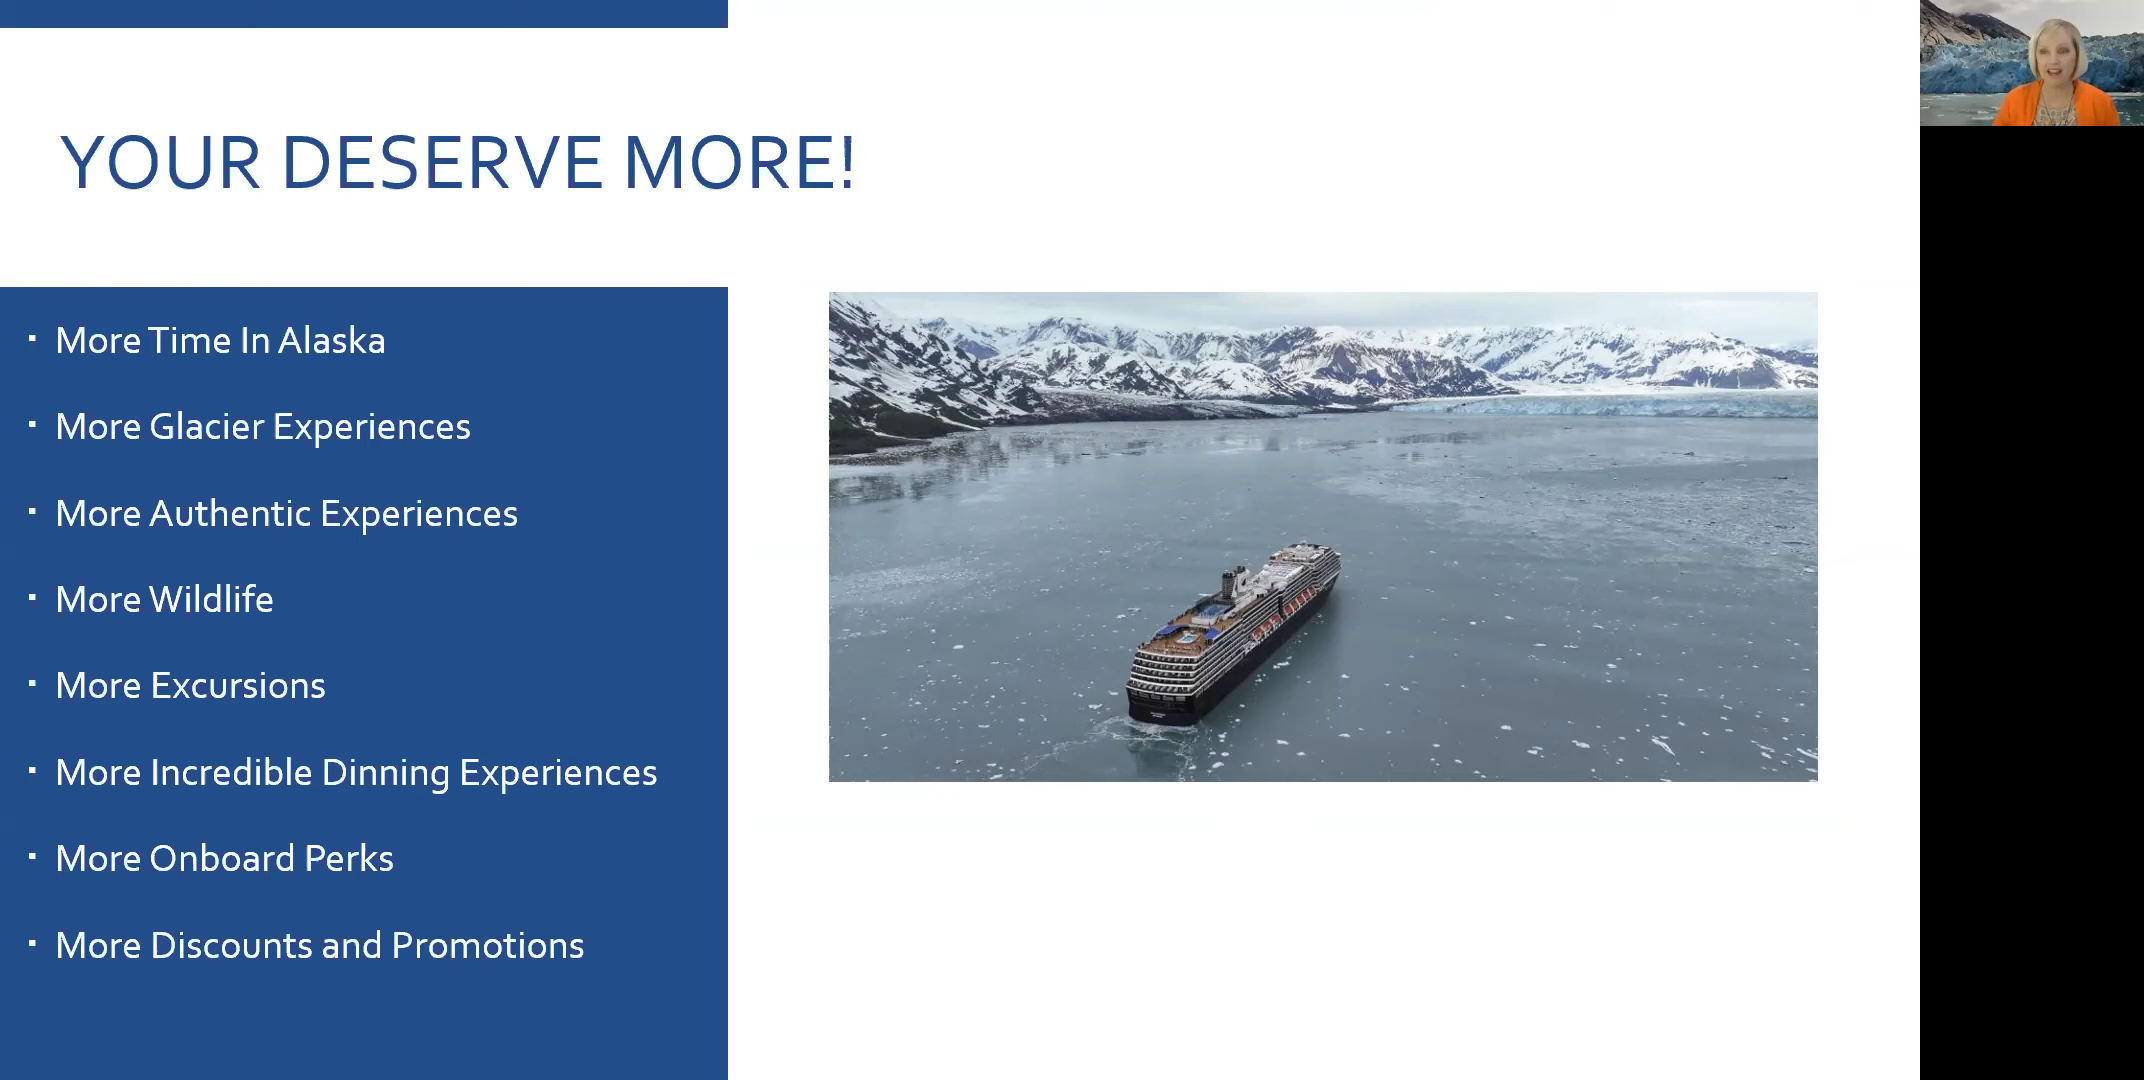 YOUR DESERVE MORE!
▪ More Time In Alaska
▪ More Glacier Experiences
▪ More Authentic Experiences
▪ More Wildlife
▪ More Excursions
▪ More Incredible Dinning Experiences
▪ More Onboard Perks
▪ More Discounts and Promotions